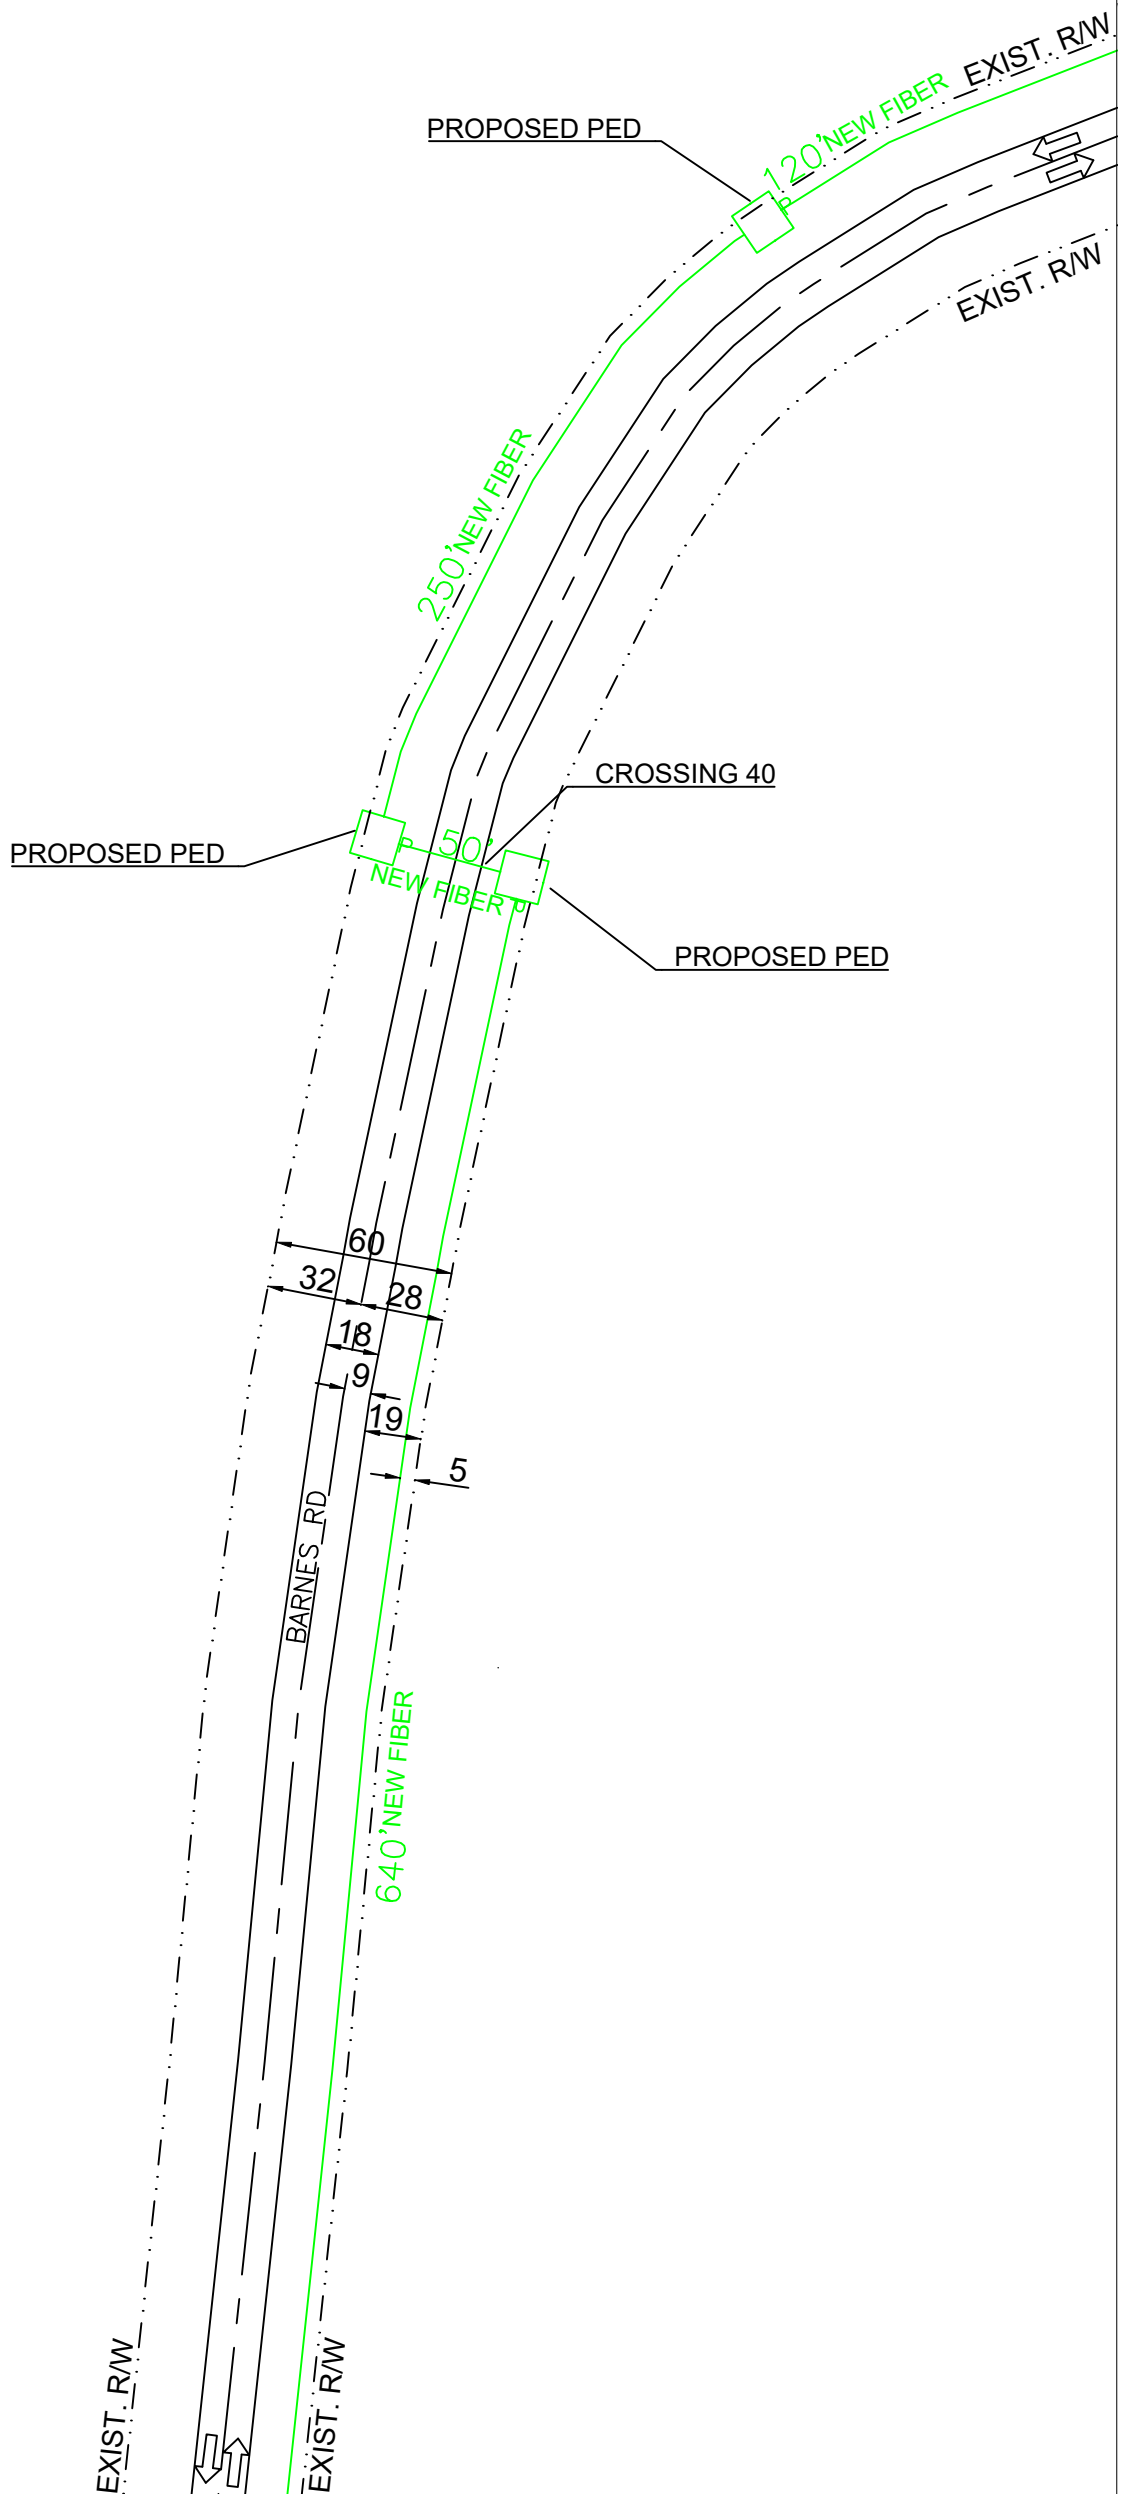 EXIST. R/W
PROPOSED PED
120'NEW FIBER
P
EXIST. R/W
250'NEW FIBER
CROSSING 40
50'
P
PROPOSED PED
NEW FIBER
P
PROPOSED PED
60
32
28
18
9
19
5
BARNES RD
640'NEW FIBER
EXIST. R/W
EXIST. R/W